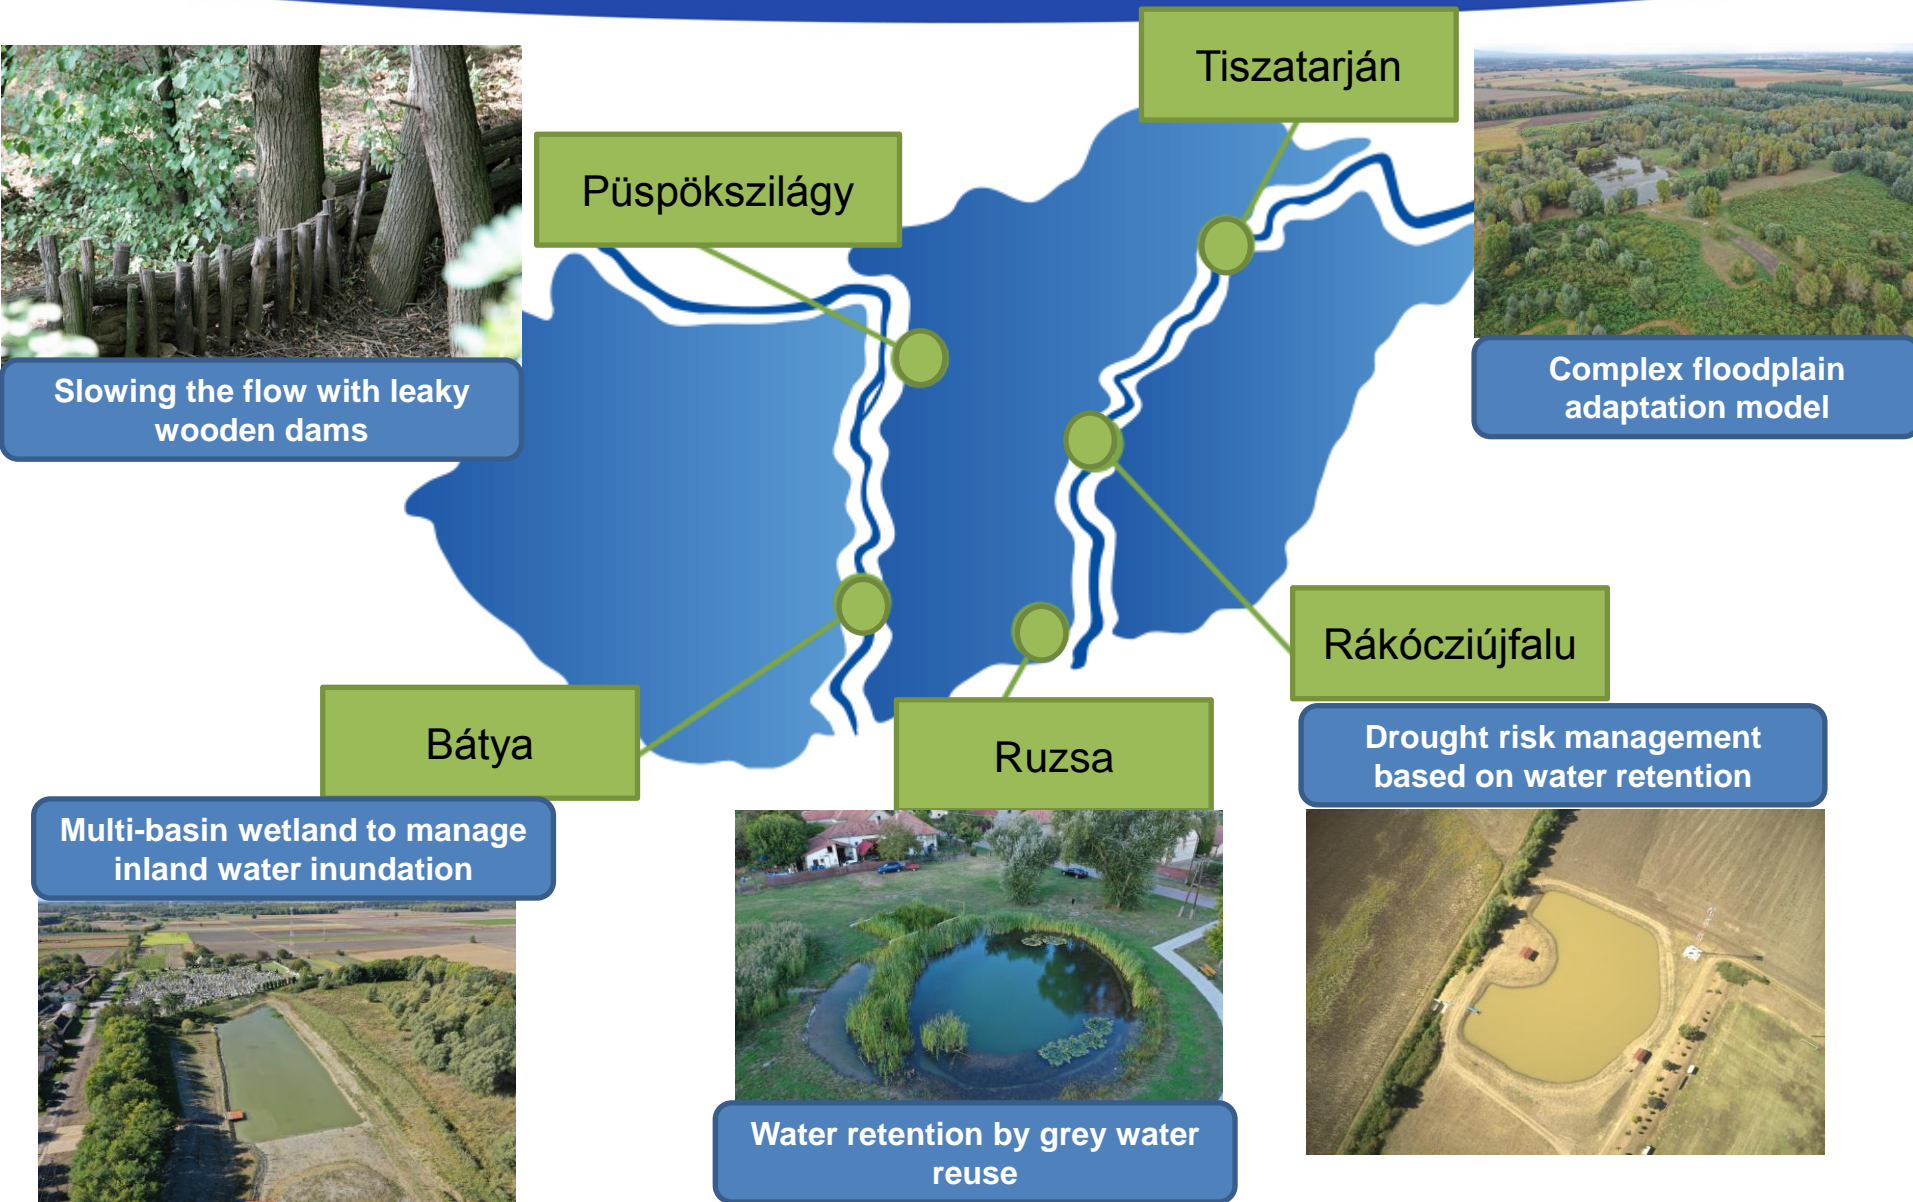 Tiszatarján
Püspökszilágy
Slowing the flow with leaky
wooden dams
Complex floodplain
adaptation model
Rákócziújfalu
Bátya
Ruzsa
Drought risk management
based on water retention
Multi-basin wetland to manage
inland water inundation
Water retention by grey water
reuse